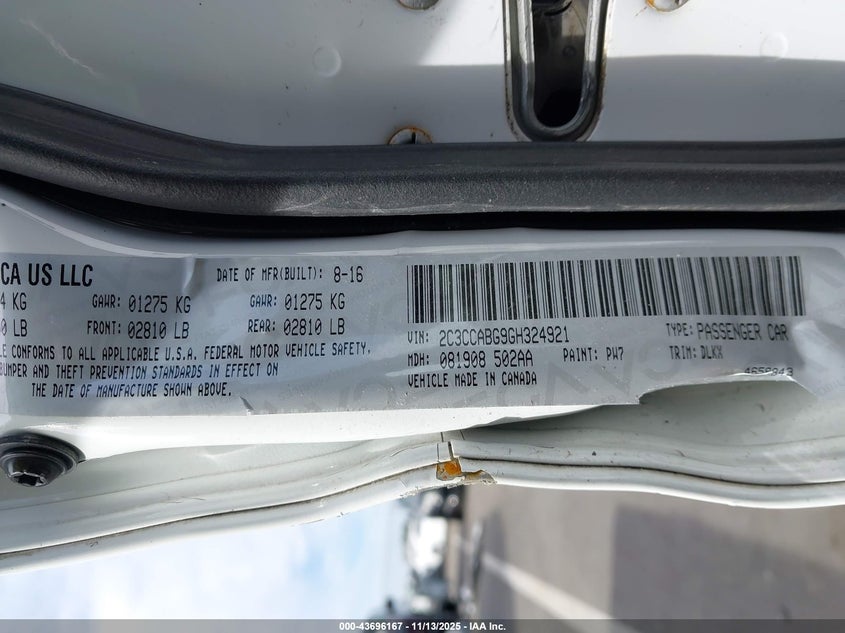 CA US LLC DATE OF MFR(BUILT): 8-16
4 KG GAWR: 01275 KG GAWR: 01275 KG
0 LB FRONT: 02810 LB REAR: 02810 LB
E CONFORMS TO ALL APPLICABLE U.S.A. FEDERAL MOTOR VEHICLE SAFETY,
BUMPER AND THEFT PREVENTION STANDARDS IN EFFECT ON
THE DATE OF MANUFACTURE SHOWN ABOVE.
VIN: 2C3CCABG9GH324921 TYPE: PASSENGER CAR
MDH: 081908 502AA PAINT: PW7 TRIM: DLKX
VEHICLE MADE IN CANADA
000-43696167 - 11/13/2025 - IAA Inc.